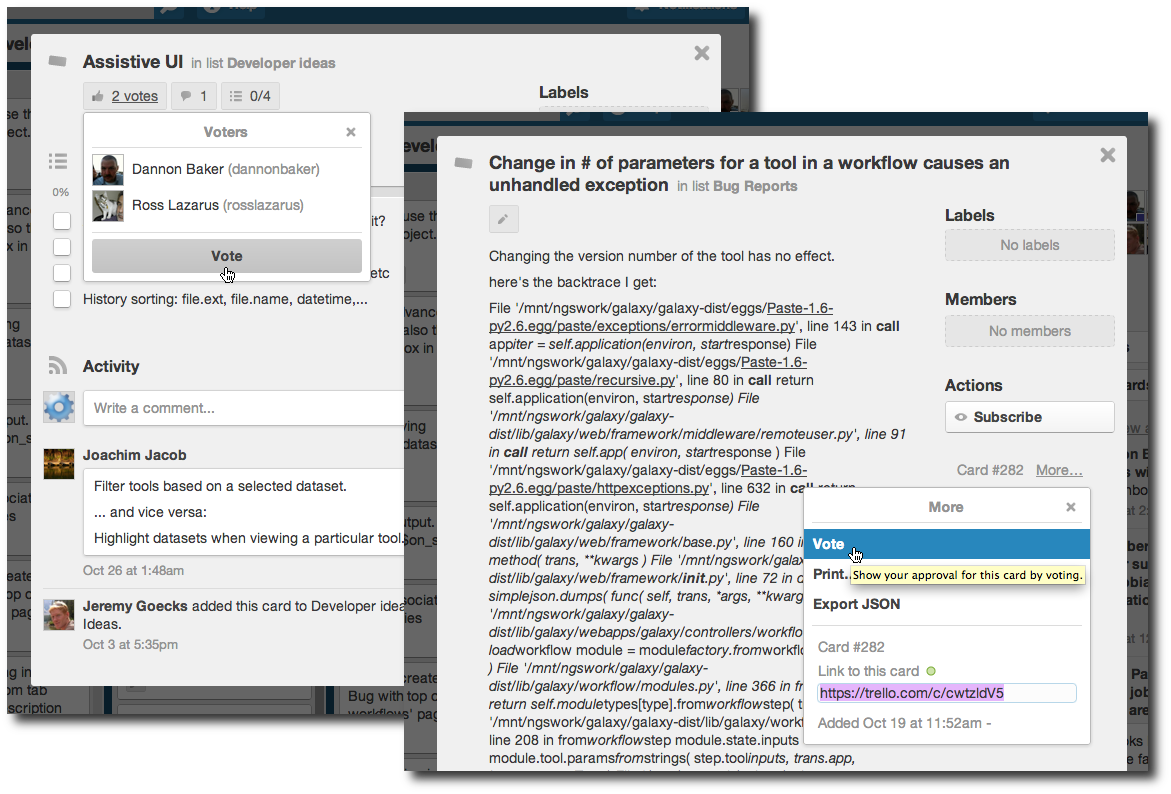 Help
Notifications
Assistive UI in list Developer ideas
2 votes 1 0/4
Labels
Voters
Dannon Baker (dannonbaker)
Ross Lazarus (rosslazarus)
Vote
0%
it?
etc
History sorting: file.ext, file.name, datetime,...
Activity
Write a comment...
Joachim Jacob
Filter tools based on a selected dataset.
... and vice versa:
Highlight datasets when viewing a particular tool.
Oct 26 at 1:48am
Jeremy Goecks added this card to Developer idea
Ideas.
Oct 3 at 5:35pm
Change in # of parameters for a tool in a workflow causes an
unhandled exception in list Bug Reports
Changing the version number of the tool has no effect.
here's the backtrace I get:
File '/mnt/ngswork/galaxy/galaxy-dist/eggs/Paste-1.6-
py2.6.egg/paste/exceptions/errormiddleware.py', line 143 in call
appiter = self.application(environ, startresponse) File
'/mnt/ngswork/galaxy/galaxy-dist/eggs/Paste-1.6-
py2.6.egg/paste/recursive.py', line 80 in call return
self.application(environ, startresponse) File
'/mnt/ngswork/galaxy/galaxy-
dist/lib/galaxy/web/framework/middleware/remoteuser.py', line 91
in call return self.app( environ, startresponse ) File
'/mnt/ngswork/galaxy/galaxy-dist/eggs/Paste-1.6-
py2.6.egg/paste/httpexceptions.py', line 632 in call return
self.application(environ, startresponse) File
'/mnt/ngswork/galaxy/galaxy-
dist/lib/galaxy/web/framework/base.py', line 160 in
method( trans, **kwargs ) File '/mnt/ngswork/galaxy/
dist/lib/galaxy/web/framework/init.py', line 72 in d
simplejson.dumps( func( self, trans, *args, **kwarg
'/mnt/ngswork/galaxy/galaxy-
dist/lib/galaxy/webapps/galaxy/controllers/workflo
loadworkflow module = modulefactory.fromworkflo
) File '/mnt/ngswork/galaxy/galaxy-
dist/lib/galaxy/workflow/modules.py', line 366 in fr
return self.moduletypes[type].fromworkflowstep( t
'/mnt/ngswork/galaxy/galaxy-dist/lib/galaxy/work
line 208 in fromworkflowstep module.state.inputs
module.tool.paramsfromstrings( step.toolinputs, trans.app,
Labels
No labels
Members
No members
Actions
Subscribe
Card #282 More...
More
Vote
Show your approval for this card by voting.
Print...
Export JSON
Card #282
Link to this card
https://trello.com/c/cwtzldV5
Added Oct 19 at 11:52am -